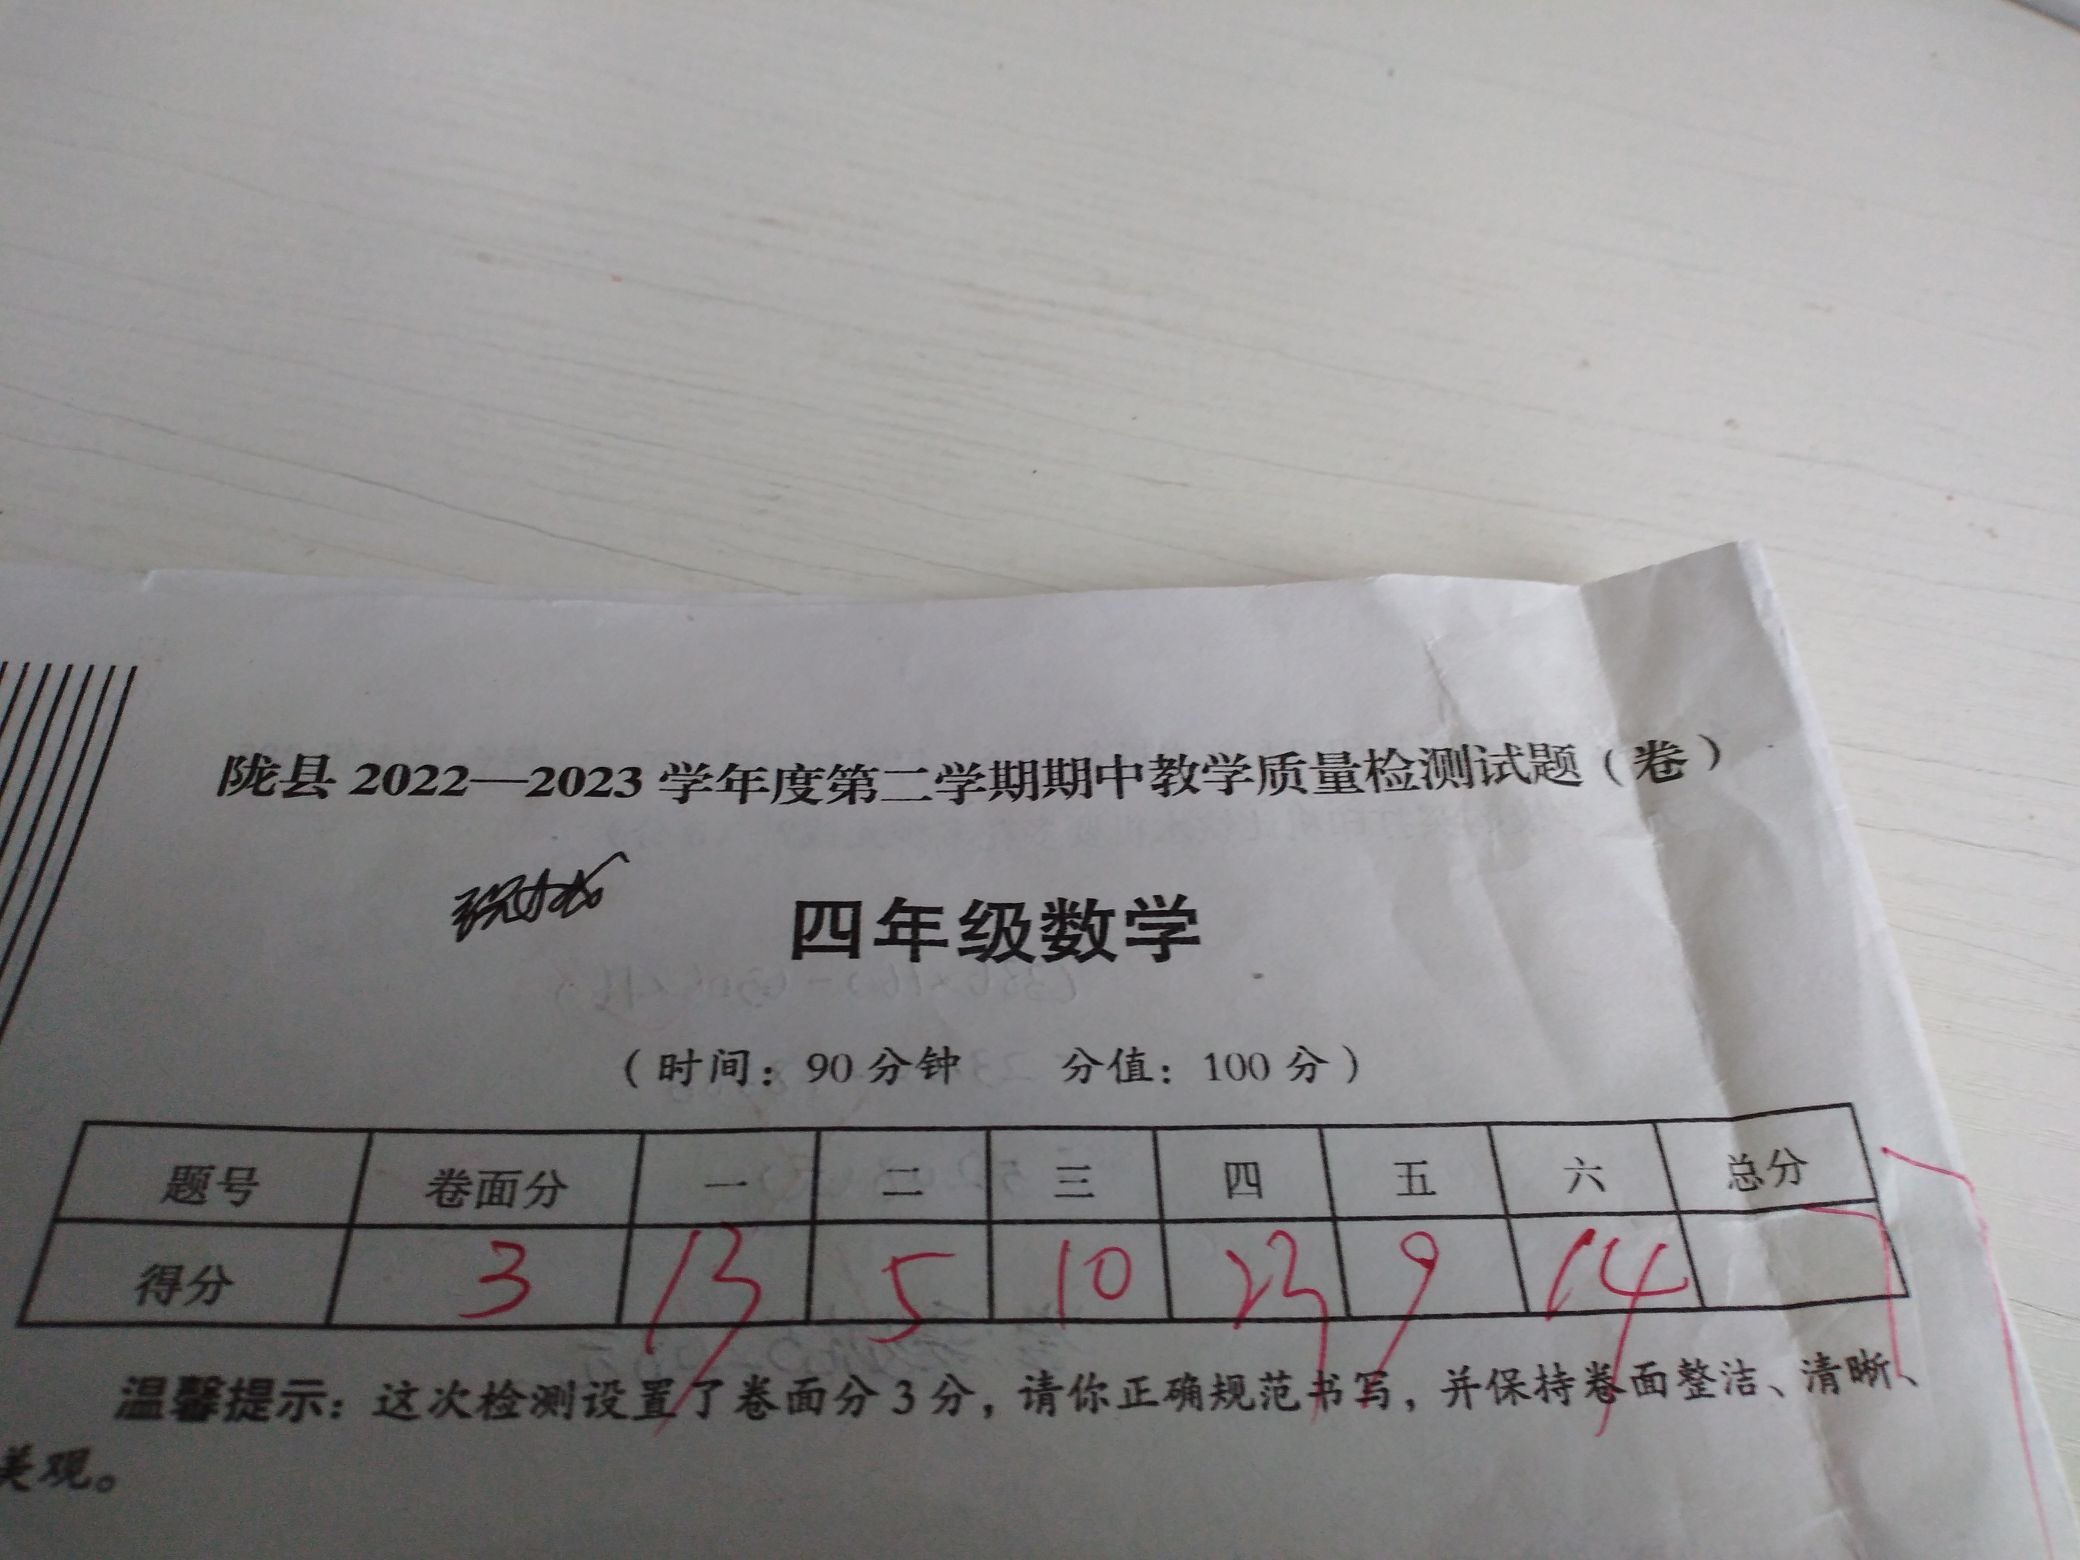 陇县 2022—2023 学年度第二学期期中教学质量检测试题（卷）
四年级数学
（时间：90 分钟 分值：100 分）
题号 卷面分 一 二 三 四 五 六 总分
得分 3 13 5 10 23 9 14
温馨提示：这次检测设置了卷面分 3 分，请你正确规范书写，并保持卷面整洁、清晰、
美观。